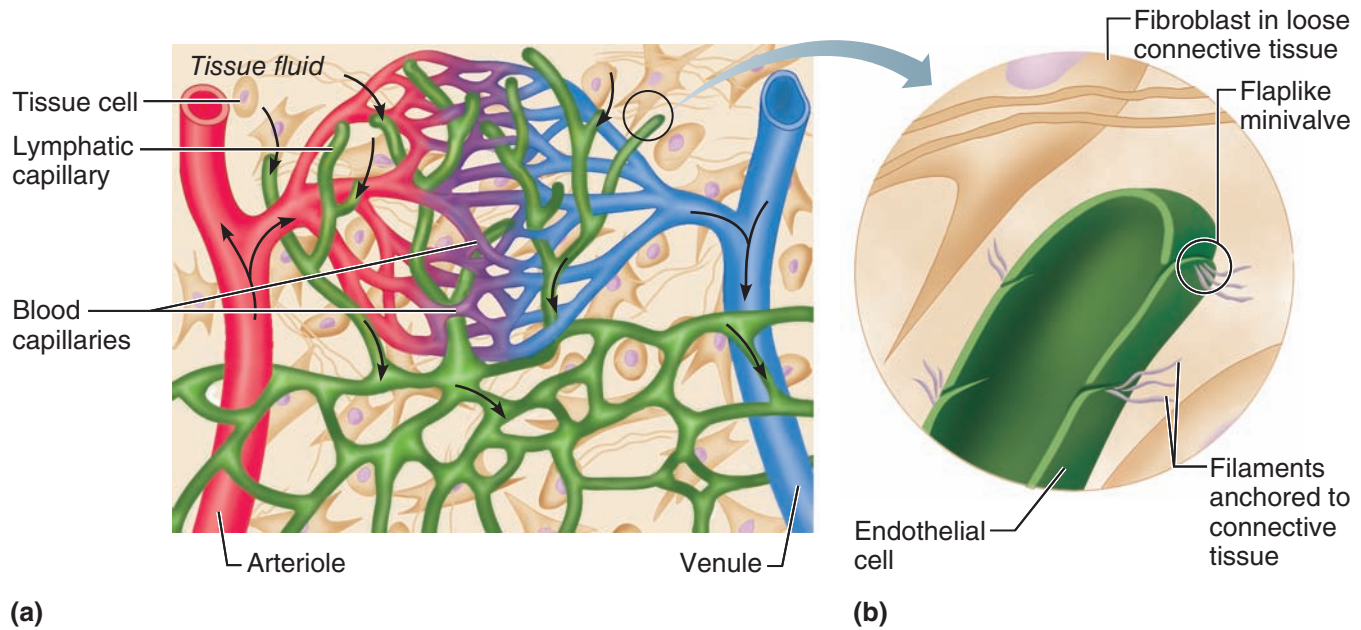 Tissue fluid
Tissue cell
Lymphatic
capillary
Blood
capillaries
Arteriole
Venule
(a)
Fibroblast in loose
connective tissue
Flaplike
minivalve
Filaments
anchored to
connective
tissue
Endothelial
cell
(b)